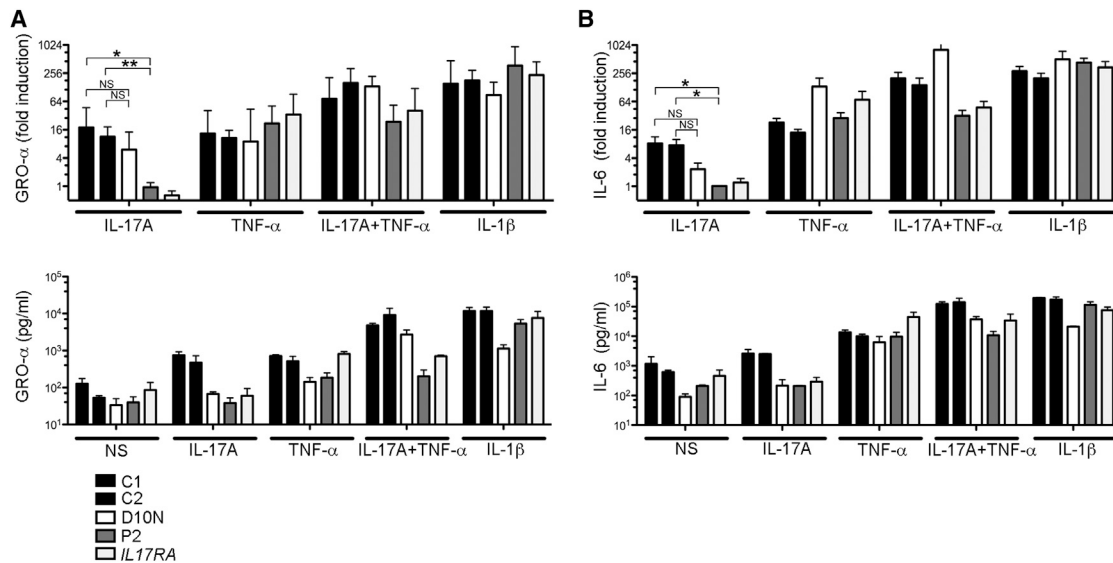 A
GRO-α (fold induction)
1024
256
64
16
4
1
*
**
NS
NS
IL-17A
TNF-α
IL-17A+TNF-α
IL-1β
B
IL-6 (fold induction)
1024
256
64
16
4
1
*
*
NS
NS
IL-17A
TNF-α
IL-17A+TNF-α
IL-1β
GRO-α (pg/ml)
10⁵
10⁴
10³
10²
10¹
NS
IL-17A
TNF-α
IL-17A+TNF-α
IL-1β
IL-6 (pg/ml)
10⁶
10⁵
10⁴
10³
10²
10¹
NS
IL-17A
TNF-α
IL-17A+TNF-α
IL-1β
C1
C2
D10N
P2
IL17RA